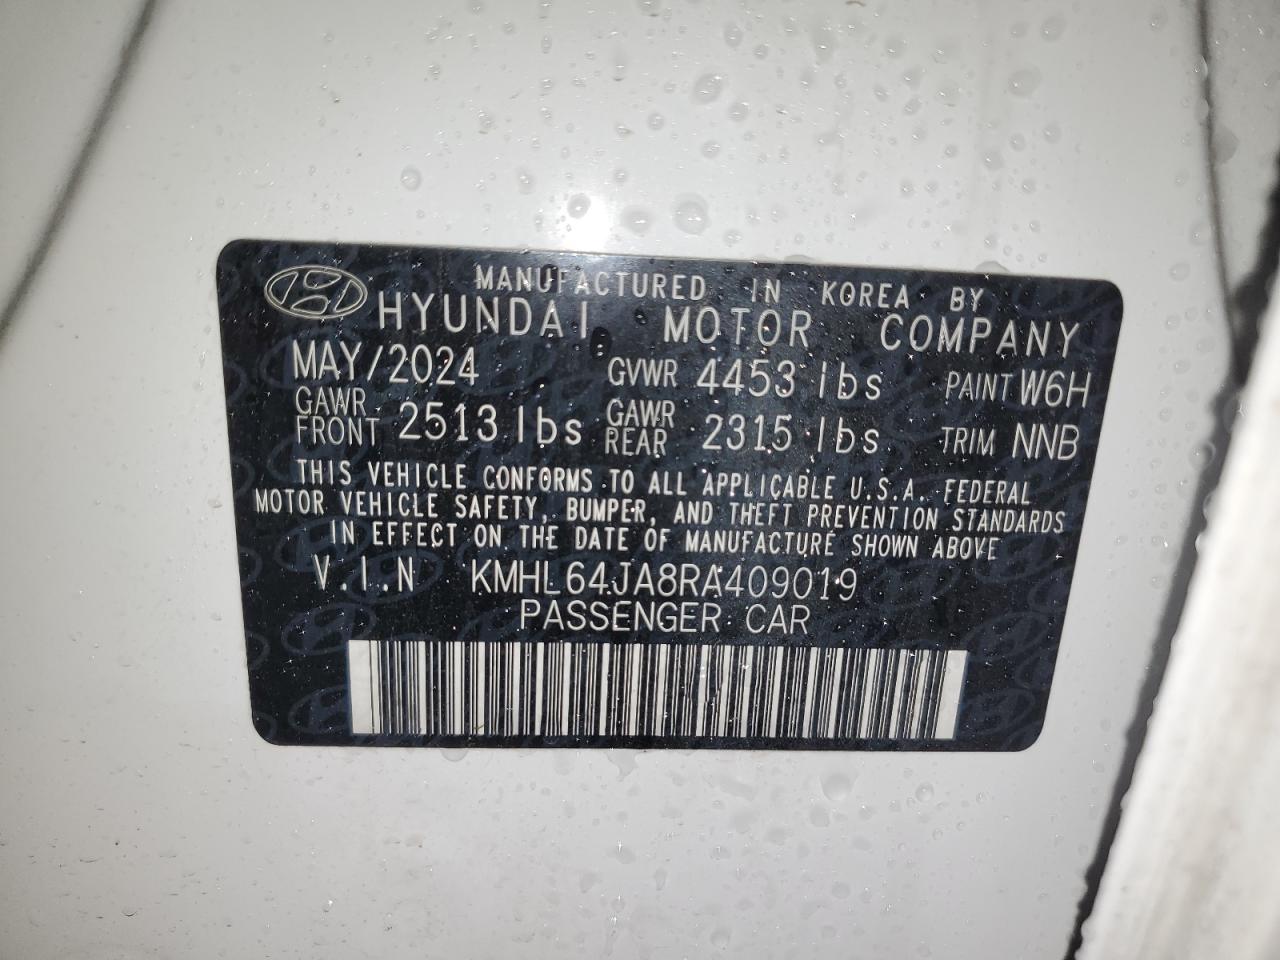 MANUFACTURED IN KOREA BY
HYUNDAI MOTOR COMPANY
MAY/2024 GVWR 4453 lbs PAINT W6H
GAWR FRONT 2513 lbs GAWR REAR 2315 lbs TRIM NNB
THIS VEHICLE CONFORMS TO ALL APPLICABLE U.S.A. FEDERAL
MOTOR VEHICLE SAFETY, BUMPER, AND THEFT PREVENTION STANDARDS
IN EFFECT ON THE DATE OF MANUFACTURE SHOWN ABOVE
V.I.N KMHL64JA8RA409019
PASSENGER CAR